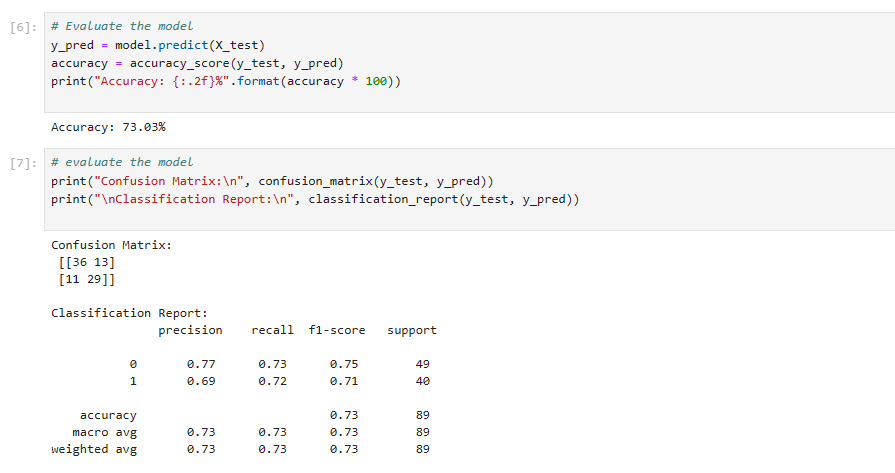 [6]: # Evaluate the model
y_pred = model.predict(X_test)
accuracy = accuracy_score(y_test, y_pred)
print("Accuracy: {:.2f}%".format(accuracy * 100))
Accuracy: 73.03%
[7]: # evaluate the model
print("Confusion Matrix:\n", confusion_matrix(y_test, y_pred))
print("\nClassification Report:\n", classification_report(y_test, y_pred))
Confusion Matrix:
[[36 13]
[11 29]]
Classification Report:
precision recall f1-score support
0 0.77 0.73 0.75 49
1 0.69 0.72 0.71 40
accuracy 0.73 89
macro avg 0.73 0.73 0.73 89
weighted avg 0.73 0.73 0.73 89